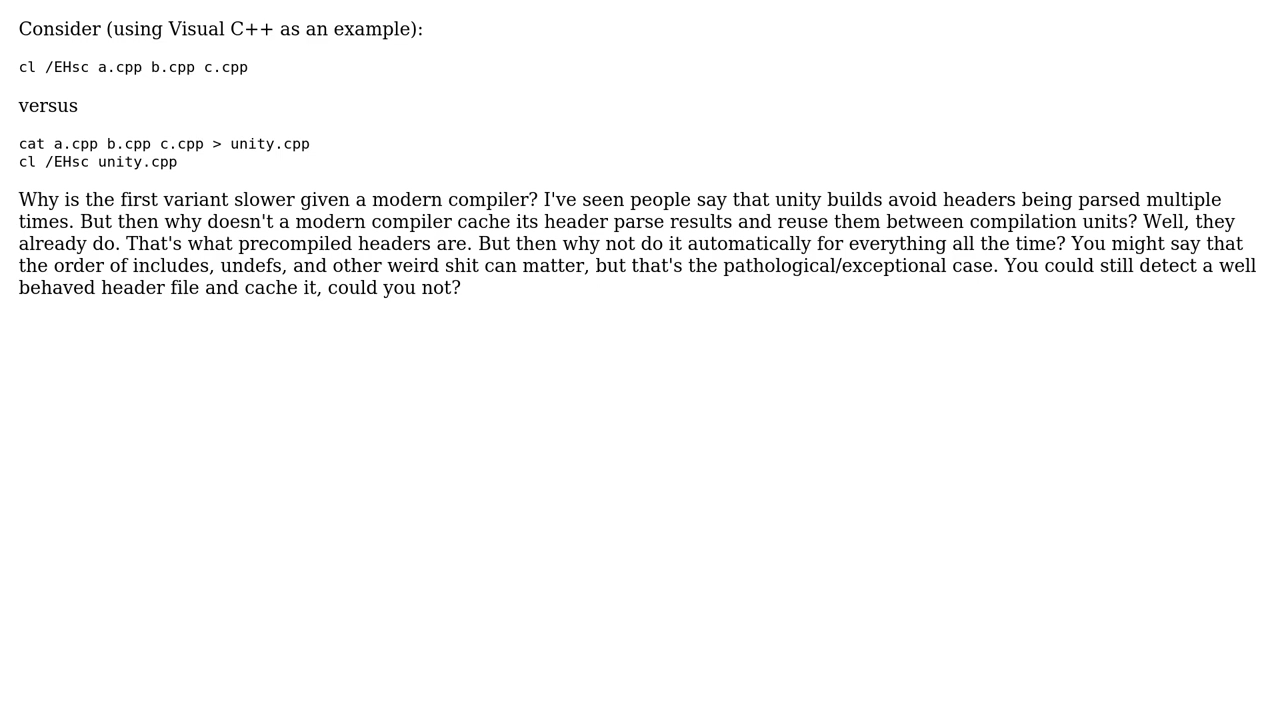 Consider (using Visual C++ as an example):
cl /EHsc a.cpp b.cpp c.cpp
versus
cat a.cpp b.cpp c.cpp > unity.cpp
cl /EHsc unity.cpp
Why is the first variant slower given a modern compiler? I've seen people say that unity builds avoid headers being parsed multiple
times. But then why doesn't a modern compiler cache its header parse results and reuse them between compilation units? Well, they
already do. That's what precompiled headers are. But then why not do it automatically for everything all the time? You might say that
the order of includes, undefs, and other weird shit can matter, but that's the pathological/exceptional case. You could still detect a well
behaved header file and cache it, could you not?